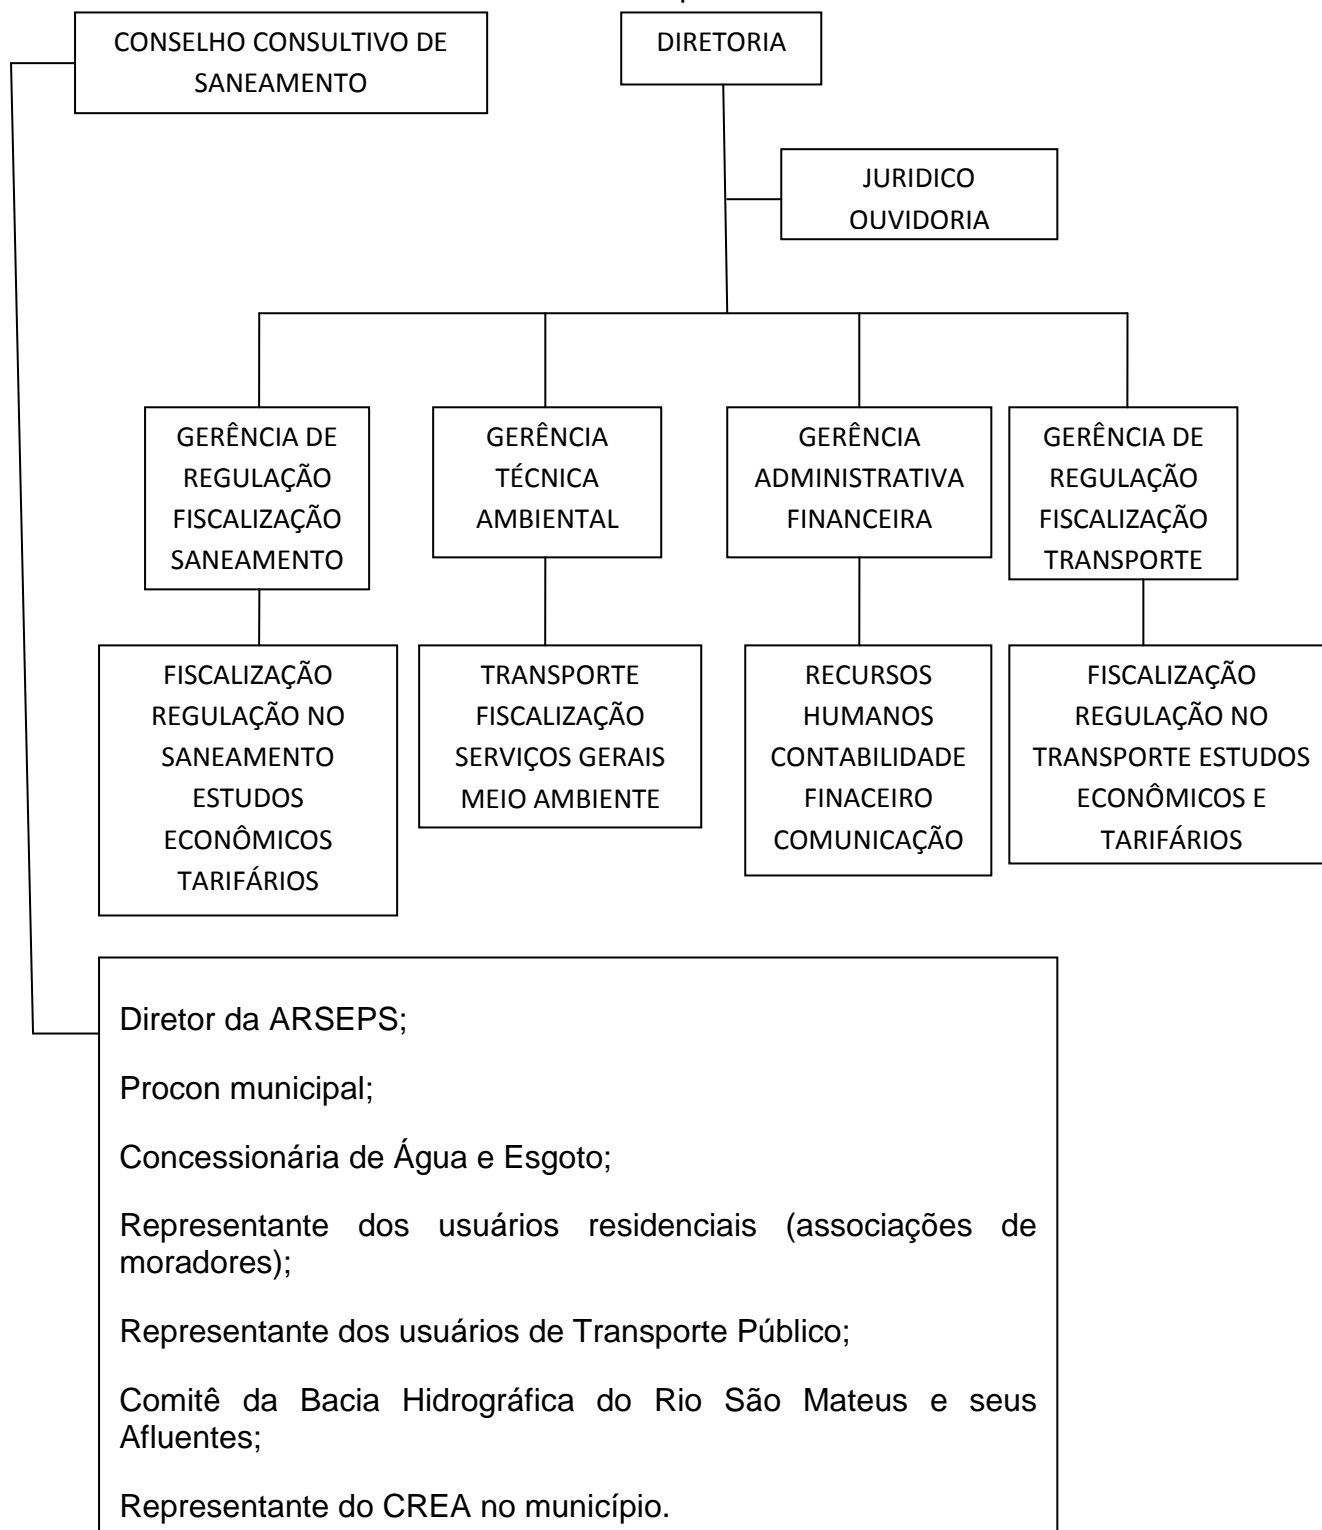 CONSELHO CONSULTIVO DE
SANEAMENTO
DIRETORIA
JURIDICO
OUVIDORIA
GERÊNCIA DE
REGULAÇÃO
FISCALIZAÇÃO
SANEAMENTO
GERÊNCIA
TÉCNICA
AMBIENTAL
GERÊNCIA
ADMINISTRATIVA
FINANCEIRA
GERÊNCIA DE
REGULAÇÃO
FISCALIZAÇÃO
TRANSPORTE
FISCALIZAÇÃO
REGULAÇÃO NO
SANEAMENTO
ESTUDOS
ECONÔMICOS
TARIFÁRIOS
TRANSPORTE
FISCALIZAÇÃO
SERVIÇOS GERAIS
MEIO AMBIENTE
RECURSOS
HUMANOS
CONTABILIDADE
FINACEIRO
COMUNICAÇÃO
FISCALIZAÇÃO
REGULAÇÃO NO
TRANSPORTE ESTUDOS
ECONÔMICOS E
TARIFÁRIOS
Diretor da ARSEPS;
Procon municipal;
Concessionária de Água e Esgoto;
Representante dos usuários residenciais (associações de
moradores);
Representante dos usuários de Transporte Público;
Comitê da Bacia Hidrográfica do Rio São Mateus e seus
Afluentes;
Representante do CREA no município.